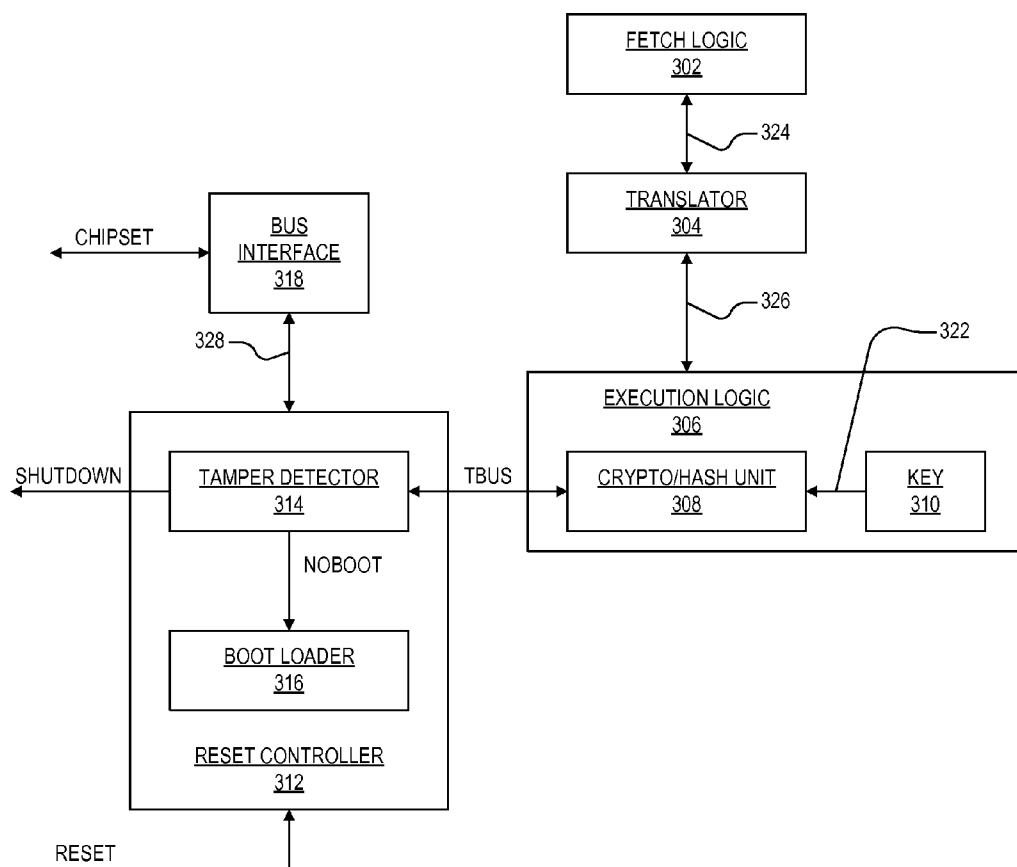 FETCH LOGIC
302
324
TRANSLATOR
304
BUS
INTERFACE
318
CHIPSET
326
328
322
EXECUTION LOGIC
306
SHUTDOWN
TAMPER DETECTOR
314
TBUS
CRYPTO/HASH UNIT
308
KEY
310
NOBOOT
BOOT LOADER
316
RESET CONTROLLER
312
RESET